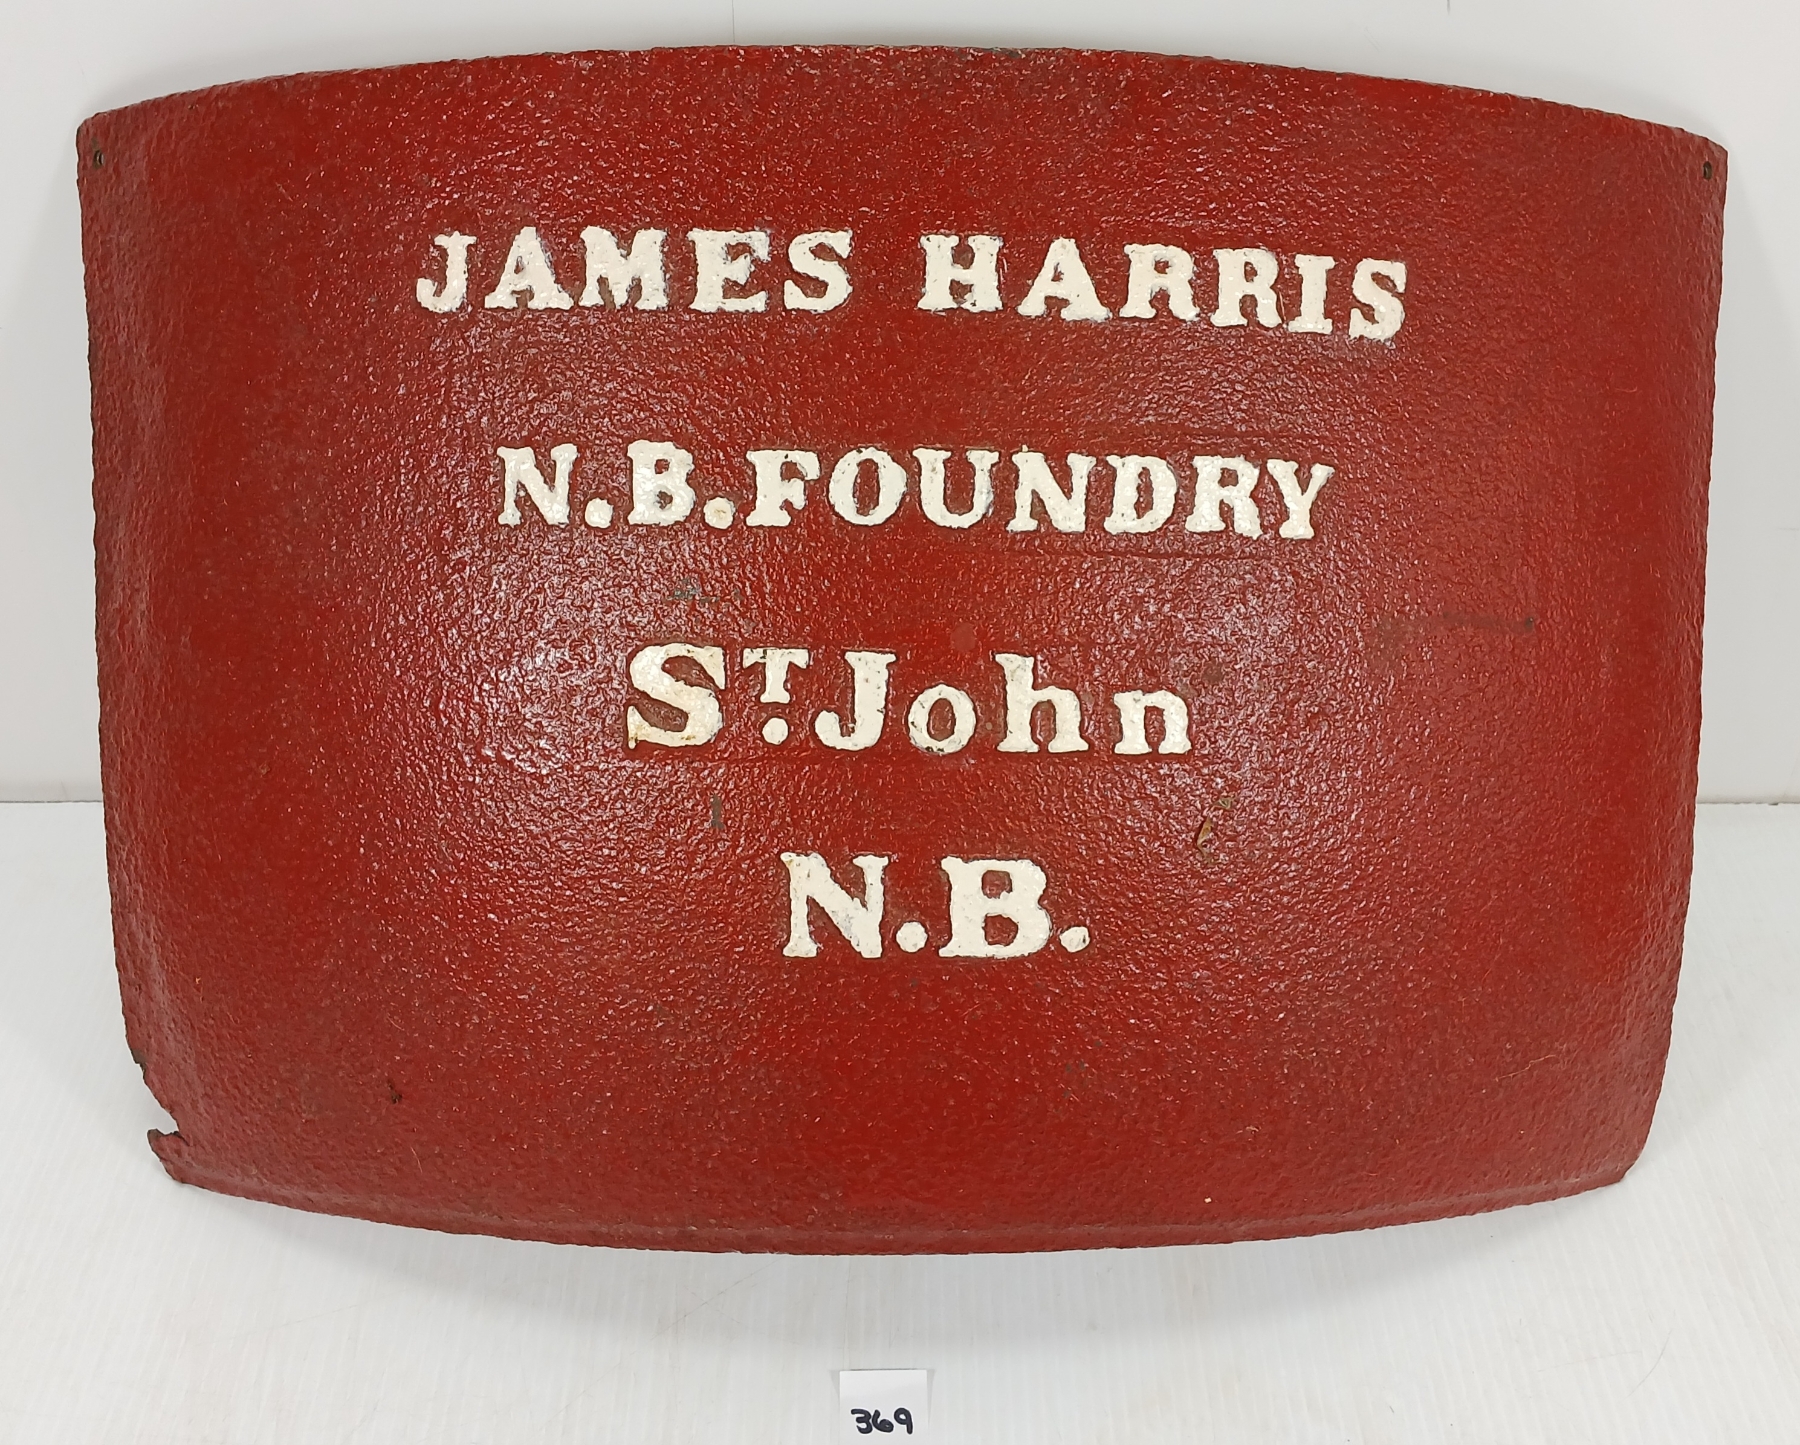 JAMES HARRIS
N.B. FOUNDRY
ST. John
N.B.
369